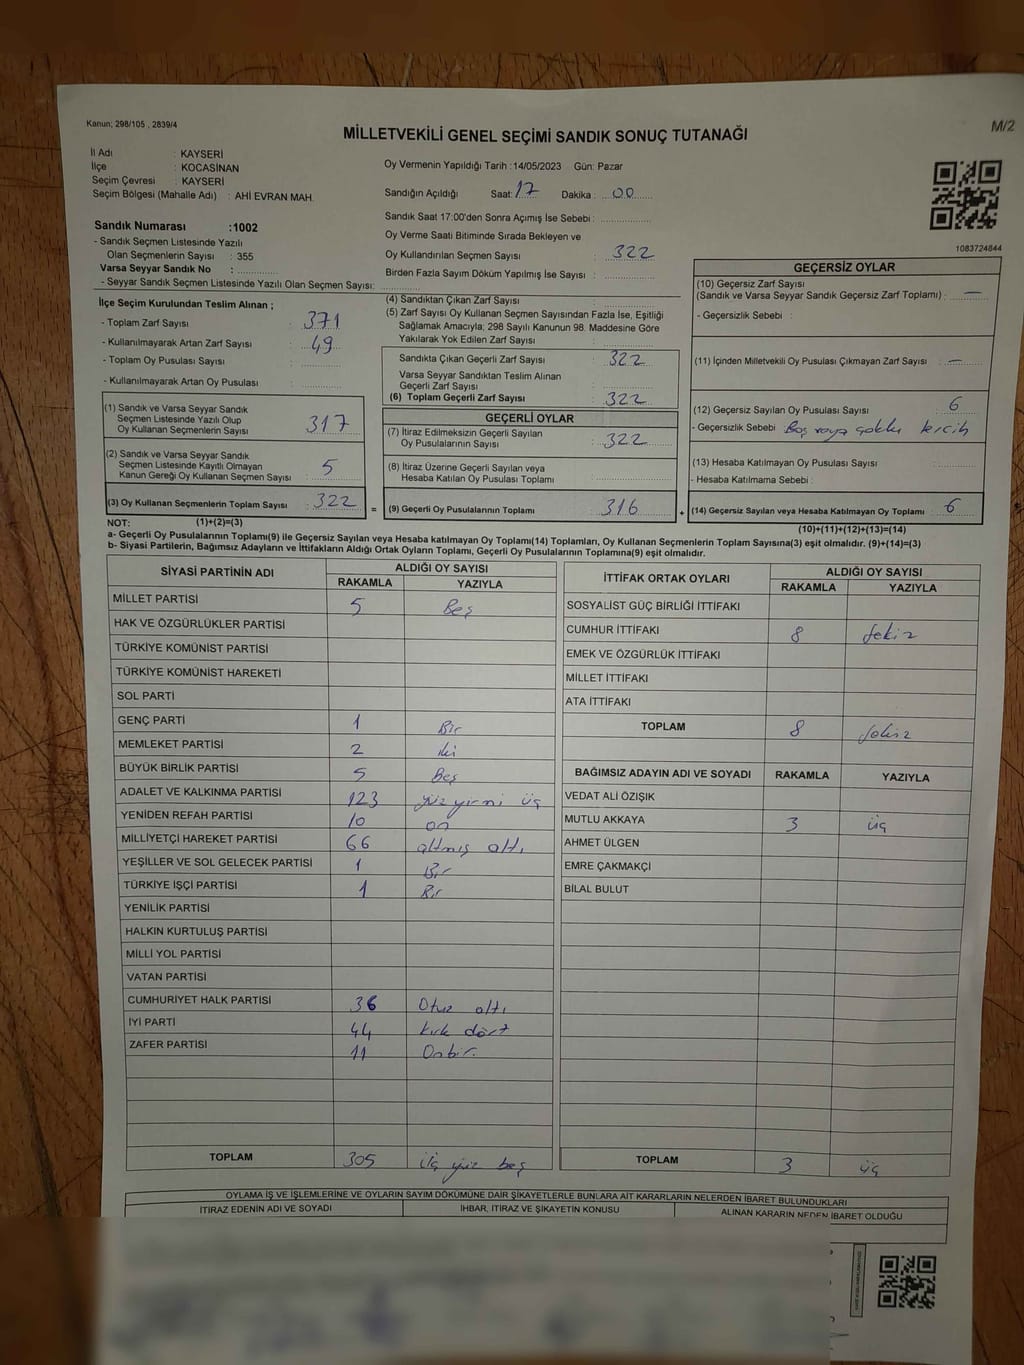 Kanun; 298/105 , 2839/4
M/2
MİLLETVEKİLİ GENEL SEÇİMİ SANDIK SONUÇ TUTANAĞI
İl Adı : KAYSERİ
İlçe : KOCASİNAN
Seçim Çevresi : KAYSERİ
Seçim Bölgesi (Mahalle Adı) : AHİ EVRAN MAH.
Oy Vermenin Yapıldığı Tarih :14/05/2023 Gün: Pazar
Sandığın Açıldığı Saat: 17 Dakika : 00
Sandık Saat 17:00'den Sonra Açımış İse Sebebi :
Oy Verme Saati Bitiminde Sırada Bekleyen ve
Oy Kullandırılan Seçmen Sayısı : 322
Birden Fazla Sayım Döküm Yapılmış İse Sayısı :
1083724844
Sandık Numarası :1002
- Sandık Seçmen Listesinde Yazılı
Olan Seçmenlerin Sayısı : 355
Varsa Seyyar Sandık No :
- Seyyar Sandık Seçmen Listesinde Yazılı Olan Seçmen Sayısı:
İlçe Seçim Kurulundan Teslim Alınan ;
- Toplam Zarf Sayısı : 371
- Kullanılmayarak Artan Zarf Sayısı : 49
- Toplam Oy Pusulası Sayısı :
- Kullanılmayarak Artan Oy Pusulası :
(1) Sandık ve Varsa Seyyar Sandık
Seçmen Listesinde Yazılı Olup
Oy Kullanan Seçmenlerin Sayısı : 317
(2) Sandık ve Varsa Seyyar Sandık
Seçmen Listesinde Kayıtlı Olmayan
Kanun Gereği Oy Kullanan Seçmen Sayısı : 5
(3) Oy Kullanan Seçmenlerin Toplam Sayısı : 322
(4) Sandıktan Çıkan Zarf Sayısı :
(5) Zarf Sayısı Oy Kullanan Seçmen Sayısından Fazla İse, Eşitliği
Sağlamak Amacıyla; 298 Sayılı Kanunun 98. Maddesine Göre
Yakılarak Yok Edilen Zarf Sayısı :
Sandıkta Çıkan Geçerli Zarf Sayısı : 322
Varsa Seyyar Sandıktan Teslim Alınan
Geçerli Zarf Sayısı :
(6) Toplam Geçerli Zarf Sayısı : 322
GEÇERLİ OYLAR
(7) İtiraz Edilmeksizin Geçerli Sayılan
Oy Pusulalarının Sayısı : 322
(8) İtiraz Üzerine Geçerli Sayılan veya
Hesaba Katılan Oy Pusulası Toplamı :
= (9) Geçerli Oy Pusulalarının Toplamı : 316
GEÇERSİZ OYLAR
(10) Geçersiz Zarf Sayısı
(Sandık ve Varsa Seyyar Sandık Geçersiz Zarf Toplamı) : —
- Geçersizlik Sebebi :
(11) İçinden Milletvekili Oy Pusulası Çıkmayan Zarf Sayısı : —
(12) Geçersiz Sayılan Oy Pusulası Sayısı : 6
- Geçersizlik Sebebi Boş veya çoklu tercih
(13) Hesaba Katılmayan Oy Pusulası Sayısı :
- Hesaba Katılmama Sebebi :
+ (14) Geçersiz Sayılan veya Hesaba Katılmayan Oy Toplamı : 6
NOT: (1)+(2)=(3) (10)+(11)+(12)+(13)=(14)
a- Geçerli Oy Pusulalarının Toplamı(9) ile Geçersiz Sayılan veya Hesaba Katılmayan Oy Toplamı(14) Toplamları, Oy Kullanan Seçmenlerin Toplam Sayısına(3) eşit olmalıdır. (9)+(14)=(3)
b- Siyasi Partilerin, Bağımsız Adayların ve İttifakların Aldığı Ortak Oyların Toplamı, Geçerli Oy Pusulalarının Toplamına(9) eşit olmalıdır.
SİYASİ PARTİNİN ADI ALDIĞI OY SAYISI
RAKAMLA YAZIYLA
MİLLET PARTİSİ 5 Beş
HAK VE ÖZGÜRLÜKLER PARTİSİ
TÜRKİYE KOMÜNİST PARTİSİ
TÜRKİYE KOMÜNİST HAREKETİ
SOL PARTİ
GENÇ PARTİ 1 Bir
MEMLEKET PARTİSİ 2 iki
BÜYÜK BİRLİK PARTİSİ 5 Beş
ADALET VE KALKINMA PARTİSİ 123 yüz yirmi üç
YENİDEN REFAH PARTİSİ 10 on
MİLLİYETÇİ HAREKET PARTİSİ 66 altmış altı
YEŞİLLER VE SOL GELECEK PARTİSİ 1 Bir
TÜRKİYE İŞÇİ PARTİSİ 1 Bir
YENİLİK PARTİSİ
HALKIN KURTULUŞ PARTİSİ
MİLLİ YOL PARTİSİ
VATAN PARTİSİ
CUMHURİYET HALK PARTİSİ 36 Otuz altı
İYİ PARTİ 44 kırk dört
ZAFER PARTİSİ 11 Onbir
TOPLAM 305 üç yüz beş
İTTİFAK ORTAK OYLARI ALDIĞI OY SAYISI
RAKAMLA YAZIYLA
SOSYALİST GÜÇ BİRLİĞİ İTTİFAKI
CUMHUR İTTİFAKI 8 Sekiz
EMEK VE ÖZGÜRLÜK İTTİFAKI
MİLLET İTTİFAKI
ATA İTTİFAKI
TOPLAM 8 Sekiz
BAĞIMSIZ ADAYIN ADI VE SOYADI RAKAMLA YAZIYLA
VEDAT ALİ ÖZIŞIK
MUTLU AKKAYA 3 üç
AHMET ÜLGEN
EMRE ÇAKMAKÇİ
BİLAL BULUT
TOPLAM 3 üç
OYLAMA İŞ VE İŞLEMLERİNE VE OYLARIN SAYIM DÖKÜMÜNE DAİR ŞİKAYETLERLE BUNLARA AİT KARARLARIN NELERDEN İBARET BULUNDUKLARI
İTİRAZ EDENİN ADI VE SOYADI İHBAR, İTİRAZ VE ŞİKAYETİN KONUSU ALINAN KARARIN NEDEN İBARET OLDUĞU